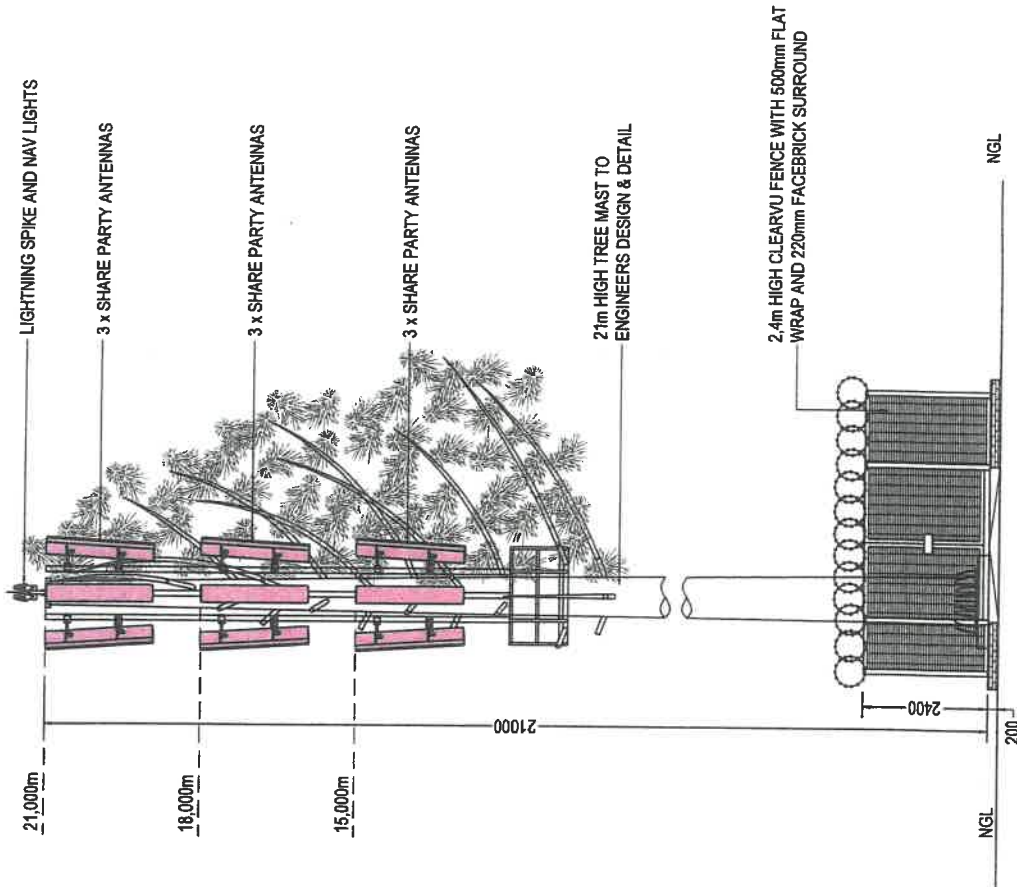 LIGHTNING SPIKE AND NAV LIGHTS
3 x SHARE PARTY ANTENNAS
3 x SHARE PARTY ANTENNAS
3 x SHARE PARTY ANTENNAS
21m HIGH TREE MAST TO
ENGINEERS DESIGN & DETAIL
2,4m HIGH CLEARVU FENCE WITH 500mm FLAT
WRAP AND 220mm FACEBRICK SURROUND
NGL
21,000m
18,000m
15,000m
21000
2400
200
NGL